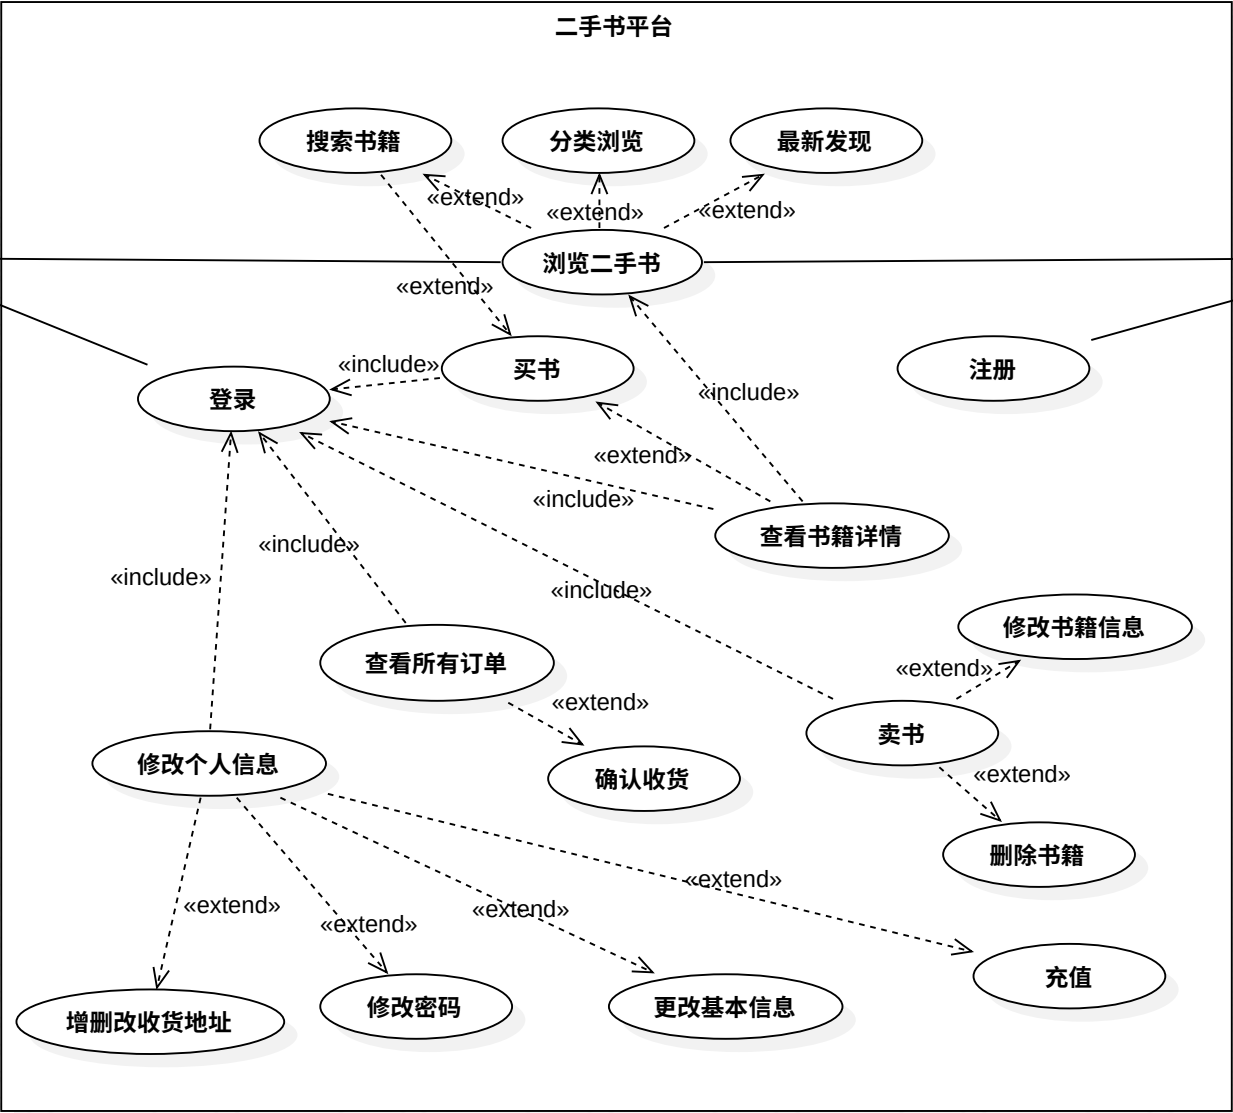 二手书平台
搜索书籍
分类浏览
最新发现
«extend»
«extend»
«extend»
浏览二手书
«extend»
«include»
买书
注册
登录
«include»
«extend»
«include»
查看书籍详情
«include»
«include»
«include»
修改书籍信息
查看所有订单
«extend»
«extend»
卖书
修改个人信息
确认收货
«extend»
删除书籍
«extend»
«extend»
«extend»
«extend»
充值
增删改收货地址
修改密码
更改基本信息